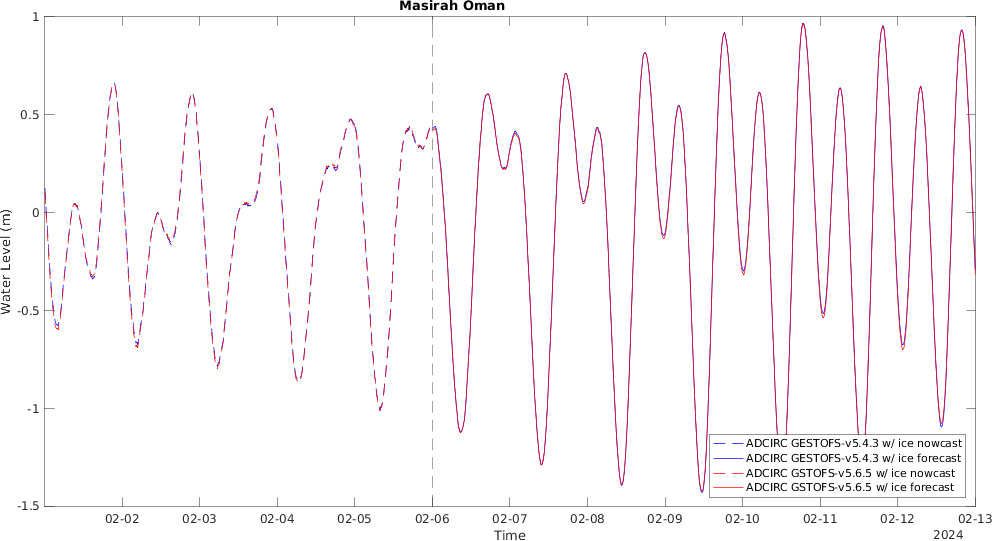 Masirah Oman
Water Level (m)
1
0.5
0
-0.5
-1
-1.5
ADCIRC GESTOFS-v5.4.3 w/ ice nowcast
ADCIRC GESTOFS-v5.4.3 w/ ice forecast
ADCIRC GSTOFS-v5.6.5 w/ ice nowcast
ADCIRC GSTOFS-v5.6.5 w/ ice forecast
02-02 02-03 02-04 02-05 02-06 02-07 02-08 02-09 02-10 02-11 02-12 02-13
Time 2024